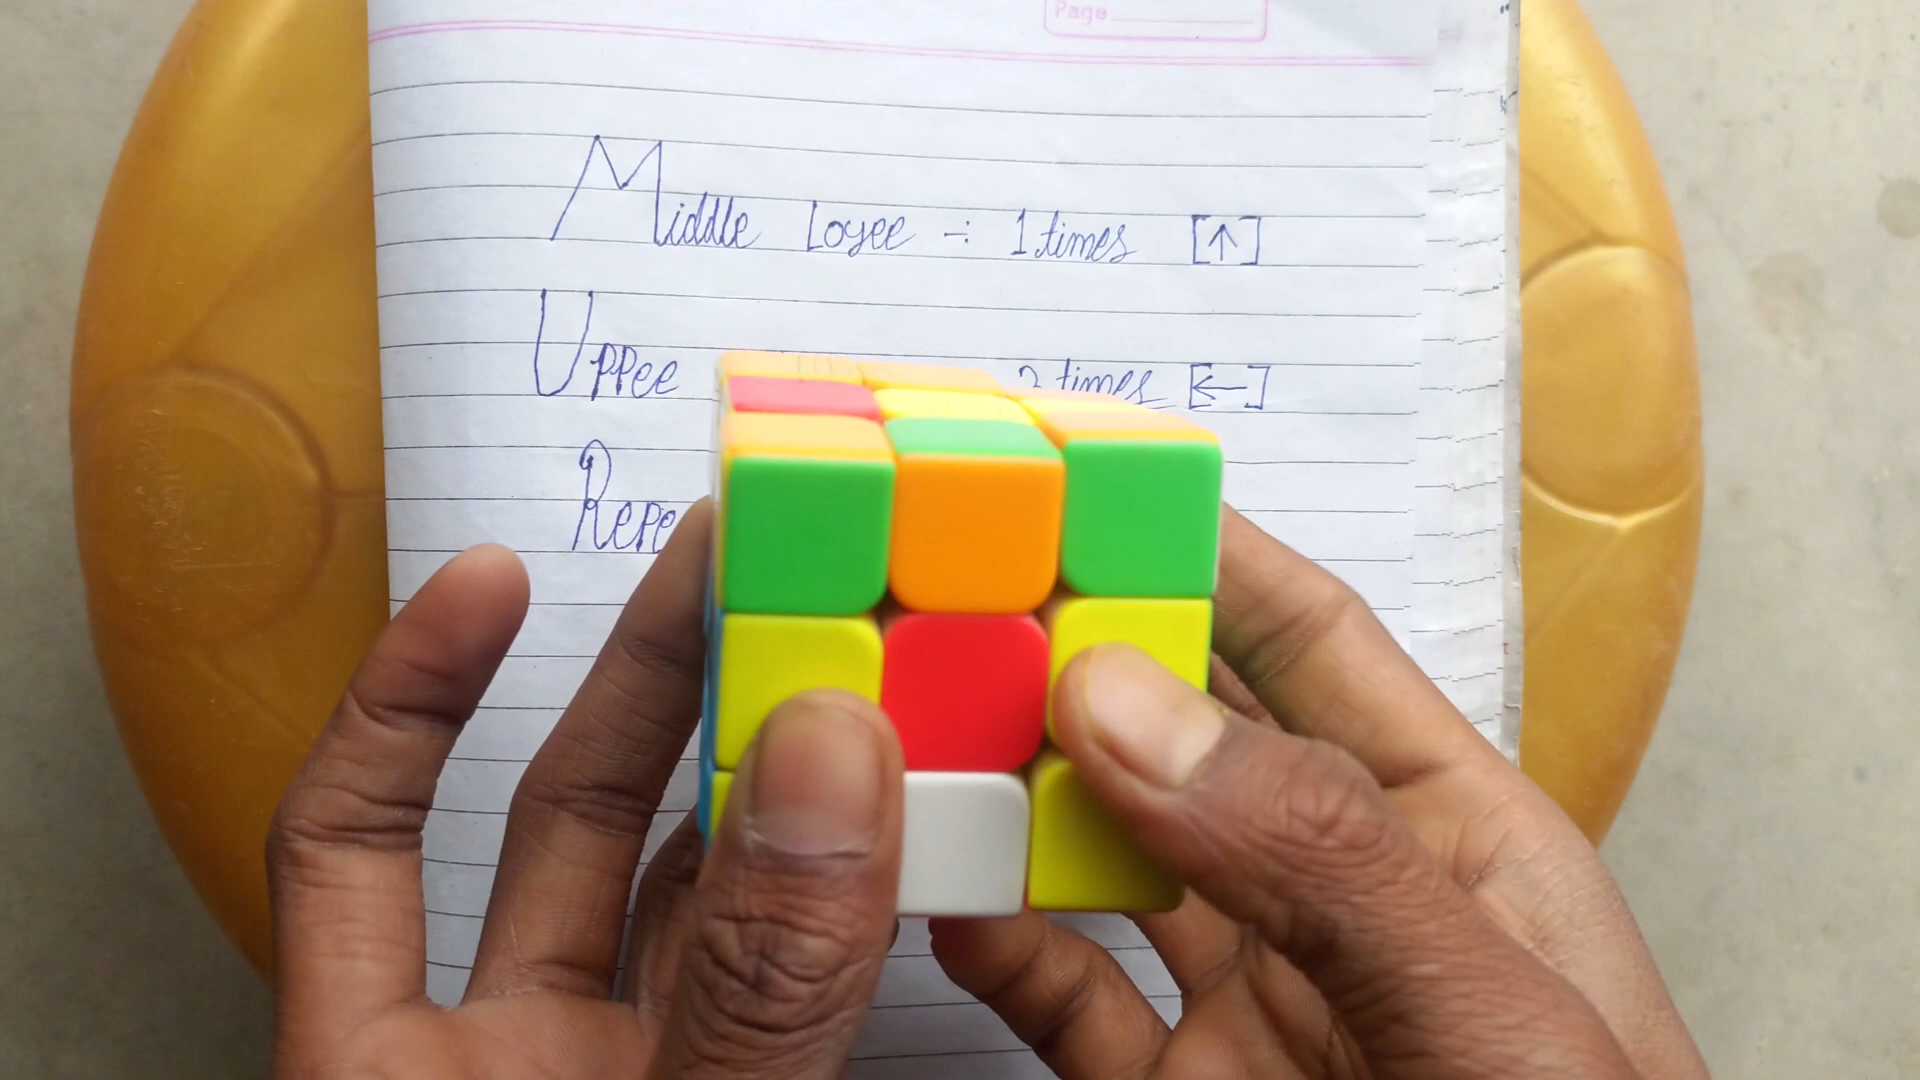 Page
Middle Loyee ÷ 1 times [↑]
Uppee 2 times [←]
Repe